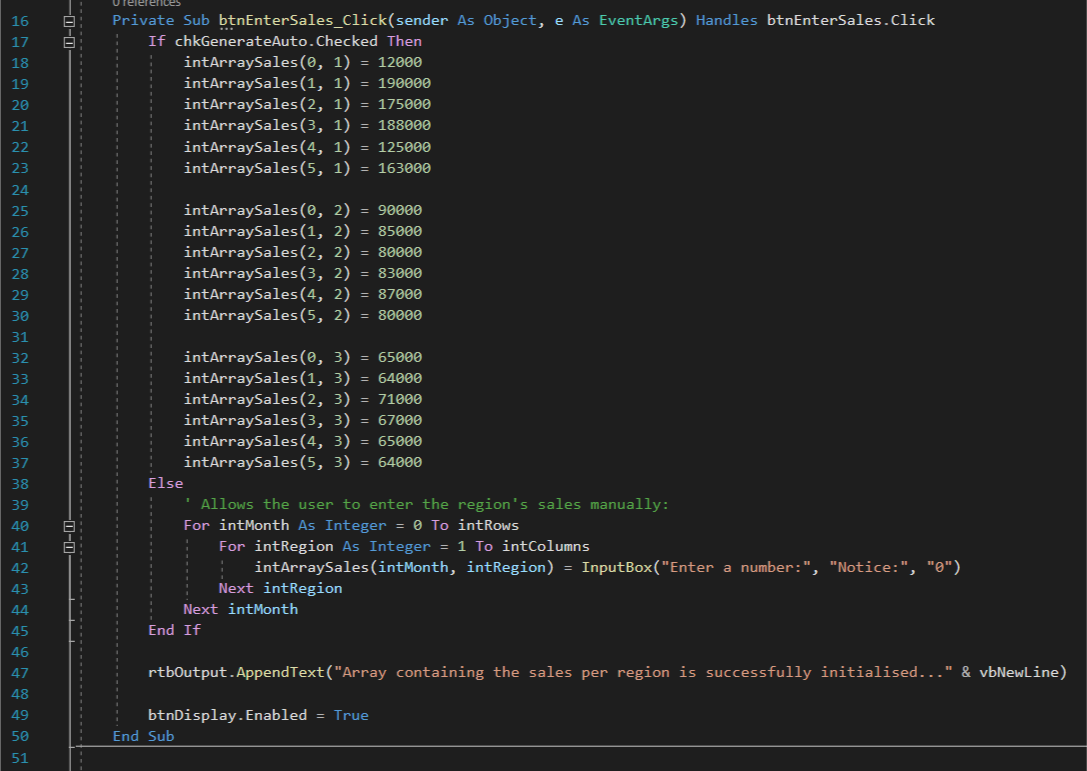 0 references
16 Private Sub btnEnterSales_Click(sender As Object, e As EventArgs) Handles btnEnterSales.Click
17 If chkGenerateAuto.Checked Then
18 intArraySales(0, 1) = 12000
19 intArraySales(1, 1) = 190000
20 intArraySales(2, 1) = 175000
21 intArraySales(3, 1) = 188000
22 intArraySales(4, 1) = 125000
23 intArraySales(5, 1) = 163000
24
25 intArraySales(0, 2) = 90000
26 intArraySales(1, 2) = 85000
27 intArraySales(2, 2) = 80000
28 intArraySales(3, 2) = 83000
29 intArraySales(4, 2) = 87000
30 intArraySales(5, 2) = 80000
31
32 intArraySales(0, 3) = 65000
33 intArraySales(1, 3) = 64000
34 intArraySales(2, 3) = 71000
35 intArraySales(3, 3) = 67000
36 intArraySales(4, 3) = 65000
37 intArraySales(5, 3) = 64000
38 Else
39 ' Allows the user to enter the region's sales manually:
40 For intMonth As Integer = 0 To intRows
41 For intRegion As Integer = 1 To intColumns
42 intArraySales(intMonth, intRegion) = InputBox("Enter a number:", "Notice:", "0")
43 Next intRegion
44 Next intMonth
45 End If
46
47 rtbOutput.AppendText("Array containing the sales per region is successfully initialised..." & vbNewLine)
48
49 btnDisplay.Enabled = True
50 End Sub
51